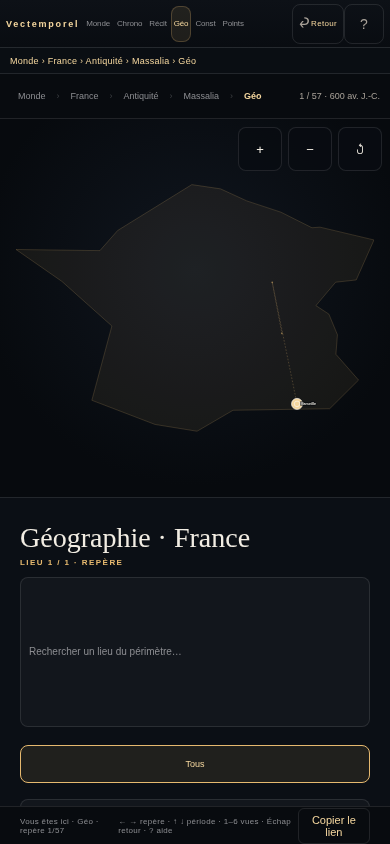 Vectemporel Monde Chrono Récit Géo Const Points Retour ?
Monde › France › Antiquité › Massalia › Géo
Monde › France › Antiquité › Massalia › Géo 1 / 57 · 600 av. J.-C.
+ −
Marseille
Géographie · France
LIEU 1 / 1 · REPÈRE
Rechercher un lieu du périmètre…
Tous
Vous êtes ici · Géo · repère 1/57
← → repère · ↑ ↓ période · 1–6 vues · Échap retour · ? aide
Copier le lien